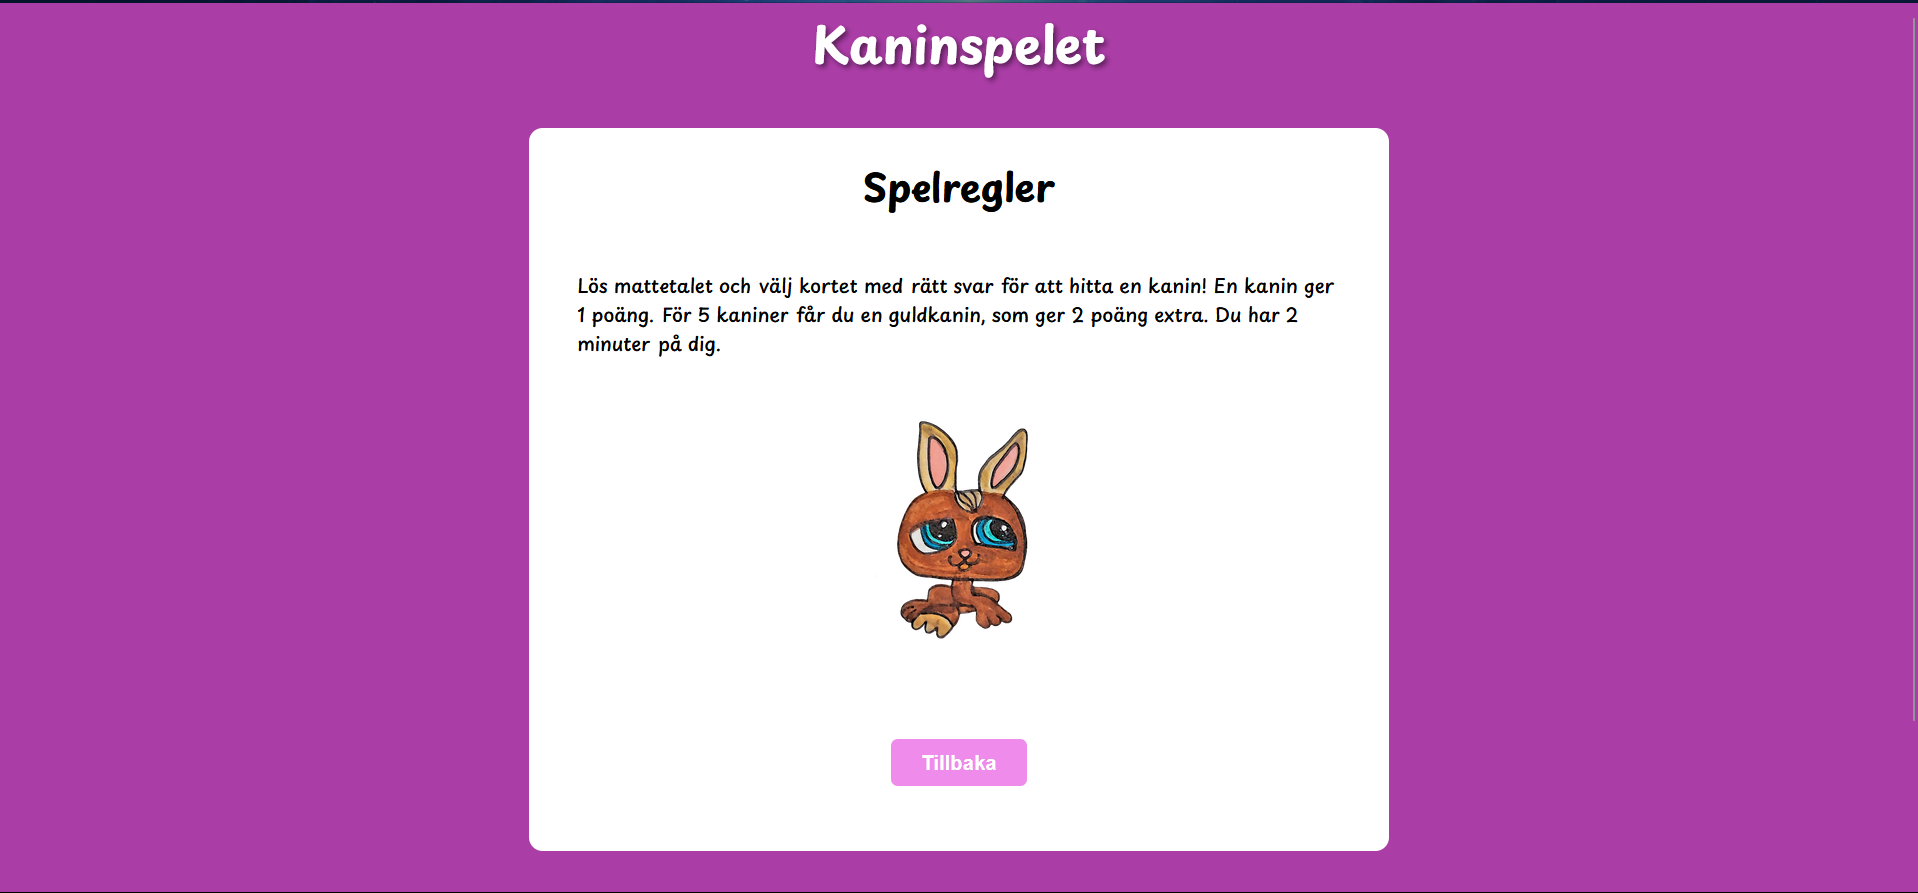 Kaninspelet
Spelregler
Lös mattetalet och välj kortet med rätt svar för att hitta en kanin! En kanin ger
1 poäng. För 5 kaniner får du en guldkanin, som ger 2 poäng extra. Du har 2
minuter på dig.
Tillbaka